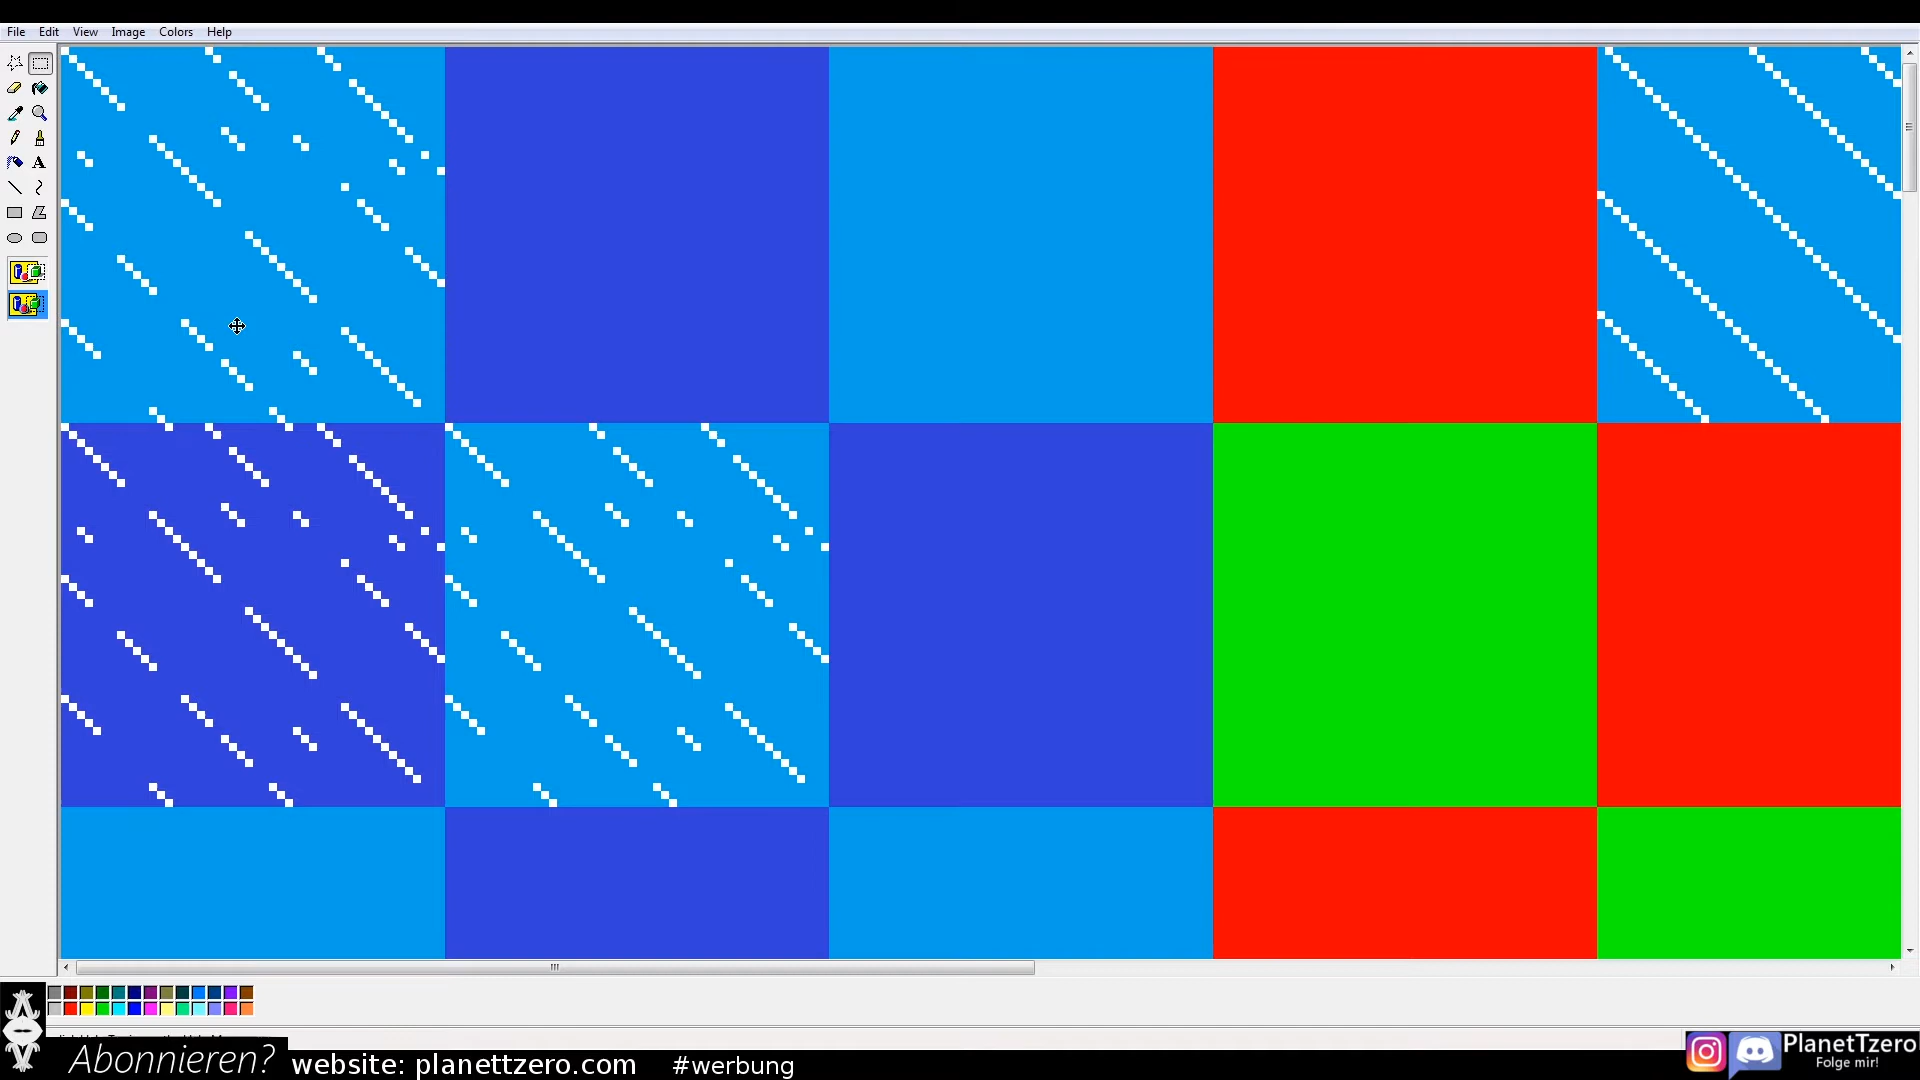 File Edit View Image Colors Help
A
Abonnieren? website: planettzero.com #werbung
PlanetTzero
Folge mir!